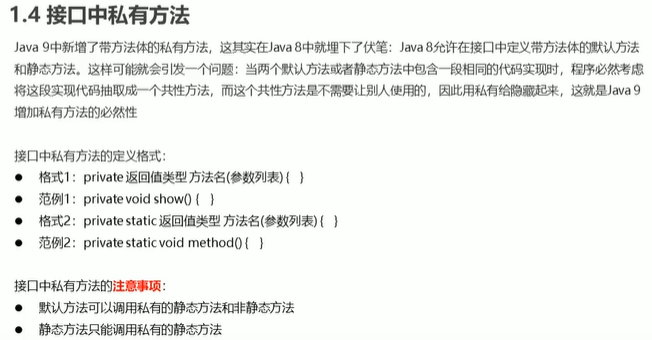 1.4 接口中私有方法
Java 9中新增了带方法体的私有方法，这其实在Java 8中就埋下了伏笔：Java 8允许在接口中定义带方法体的默认方法
和静态方法。这样可能就会引发一个问题：当两个默认方法或者静态方法中包含一段相同的代码实现时，程序必然考虑
将这段实现代码抽取成一个共性方法，而这个共性方法是不需要让别人使用的，因此用私有给隐藏起来，这就是Java 9
增加私有方法的必然性
接口中私有方法的定义格式：
● 格式1：private 返回值类型 方法名(参数列表) { }
● 范例1：private void show() { }
● 格式2：private static 返回值类型 方法名(参数列表) { }
● 范例2：private static void method() { }
接口中私有方法的注意事项：
● 默认方法可以调用私有的静态方法和非静态方法
● 静态方法只能调用私有的静态方法